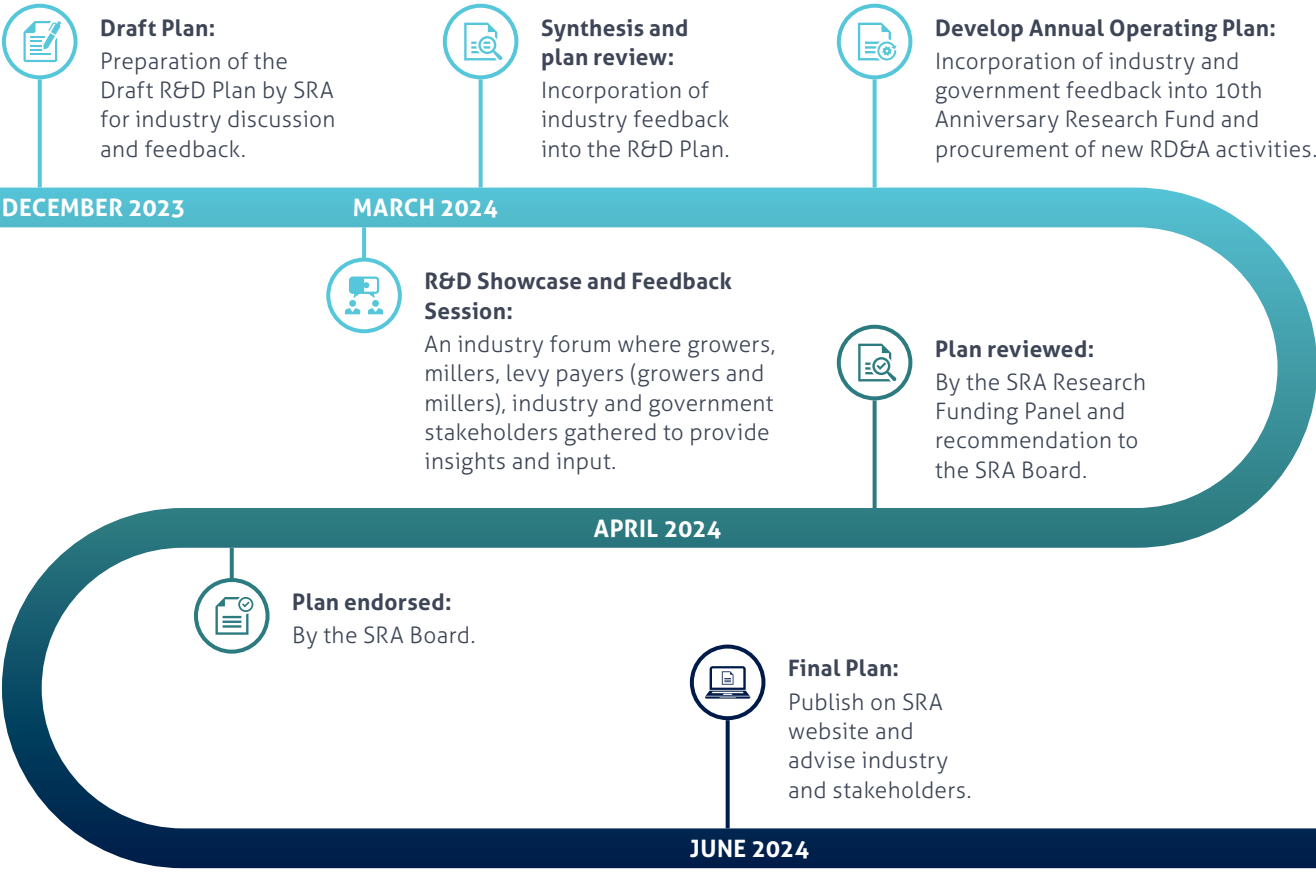 Draft Plan:
Preparation of the
Draft R&D Plan by SRA
for industry discussion
and feedback.
Synthesis and
plan review:
Incorporation of
industry feedback
into the R&D Plan.
Develop Annual Operating Plan:
Incorporation of industry and
government feedback into 10th
Anniversary Research Fund and
procurement of new RD&A activities.
DECEMBER 2023
MARCH 2024
R&D Showcase and Feedback
Session:
An industry forum where growers,
millers, levy payers (growers and
millers), industry and government
stakeholders gathered to provide
insights and input.
Plan reviewed:
By the SRA Research
Funding Panel and
recommendation to
the SRA Board.
APRIL 2024
Plan endorsed:
By the SRA Board.
Final Plan:
Publish on SRA
website and
advise industry
and stakeholders.
JUNE 2024